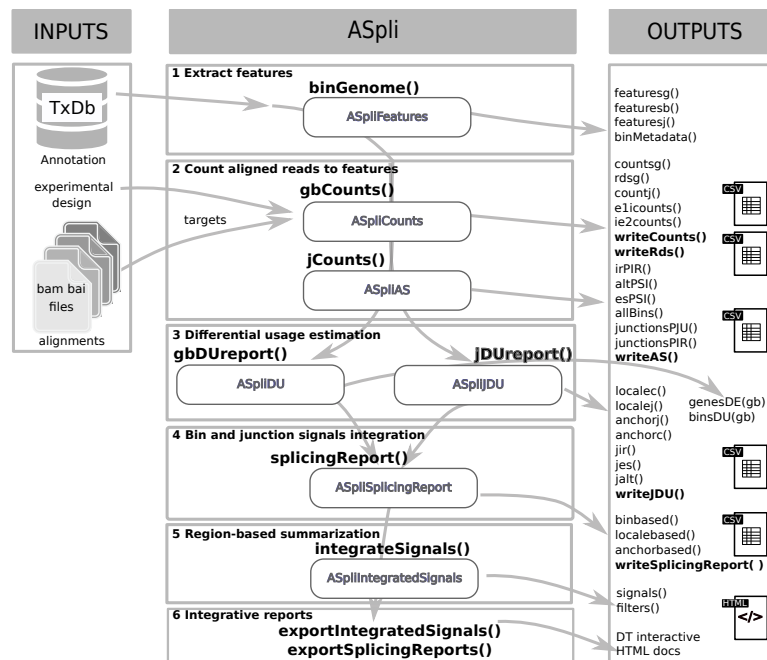 INPUTS
ASpli
OUTPUTS
TxDb
Annotation
experimental
design
targets
bam bai
files
alignments
1 Extract features
binGenome()
ASpliFeatures
2 Count aligned reads to features
gbCounts()
ASpliCounts
jCounts()
ASpliAS
3 Differential usage estimation
gbDUreport()
jDUreport()
ASpliDU
ASpliJDU
4 Bin and junction signals integration
splicingReport()
ASpliSplicingReport
5 Region-based summarization
integrateSignals()
ASpliIntegratedSignals
6 Integrative reports
exportIntegratedSignals()
exportSplicingReports()
featuresg()
featuresb()
featuresj()
binMetadata()
countsg()
rdsg()
countj()
e1icounts()
ie2counts()
writeCounts()
writeRds()
CSV
CSV
irPIR()
altPSI()
esPSI()
allBins()
junctionsPJU()
junctionsPIR()
writeAS()
CSV
localec()
localej()
anchorj()
anchorc()
jir()
jes()
jalt()
writeJDU()
genesDE(gb)
binsDU(gb)
CSV
binbased()
localebased()
anchorbased()
writeSplicingReport( )
CSV
signals()
filters()
HTML
</>
DT interactive
HTML docs